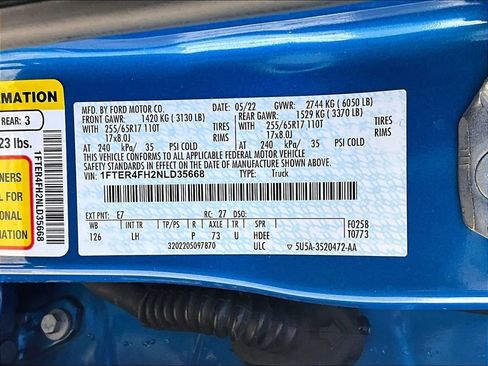 RMATION
REAR: 3
23 lbs.
FOR
ONAL
ATION
1FTER4FH2NLD35668
MFD. BY FORD MOTOR CO.
DATE: 05/22 GVWR: 2744 KG (6050 LB)
FRONT GAWR: 1420 KG (3130 LB) REAR GAWR: 1529 KG (3370 LB)
WITH 255/65R17 110T TIRES WITH 255/65R17 110T TIRES
17x8.0J RIMS 17x8.0J RIMS
AT 240 kPa/ 35 PSI COLD AT 240 kPa/ 35 PSI COLD
THIS VEHICLE CONFORMS TO ALL APPLICABLE FEDERAL MOTOR VEHICLE
SAFETY STANDARDS IN EFFECT ON THE DATE OF MANUFACTURE SHOWN ABOVE.
VIN: 1FTER4FH2NLD35668 TYPE: Truck
EXT PNT: E7 RC: 27 DSO:
WB INT TR TP/PS R AXLE TR SPR
126 LH P 73 U HDEE
F0258
T0773
3202205097870 ULC 5U5A-3520472-AA